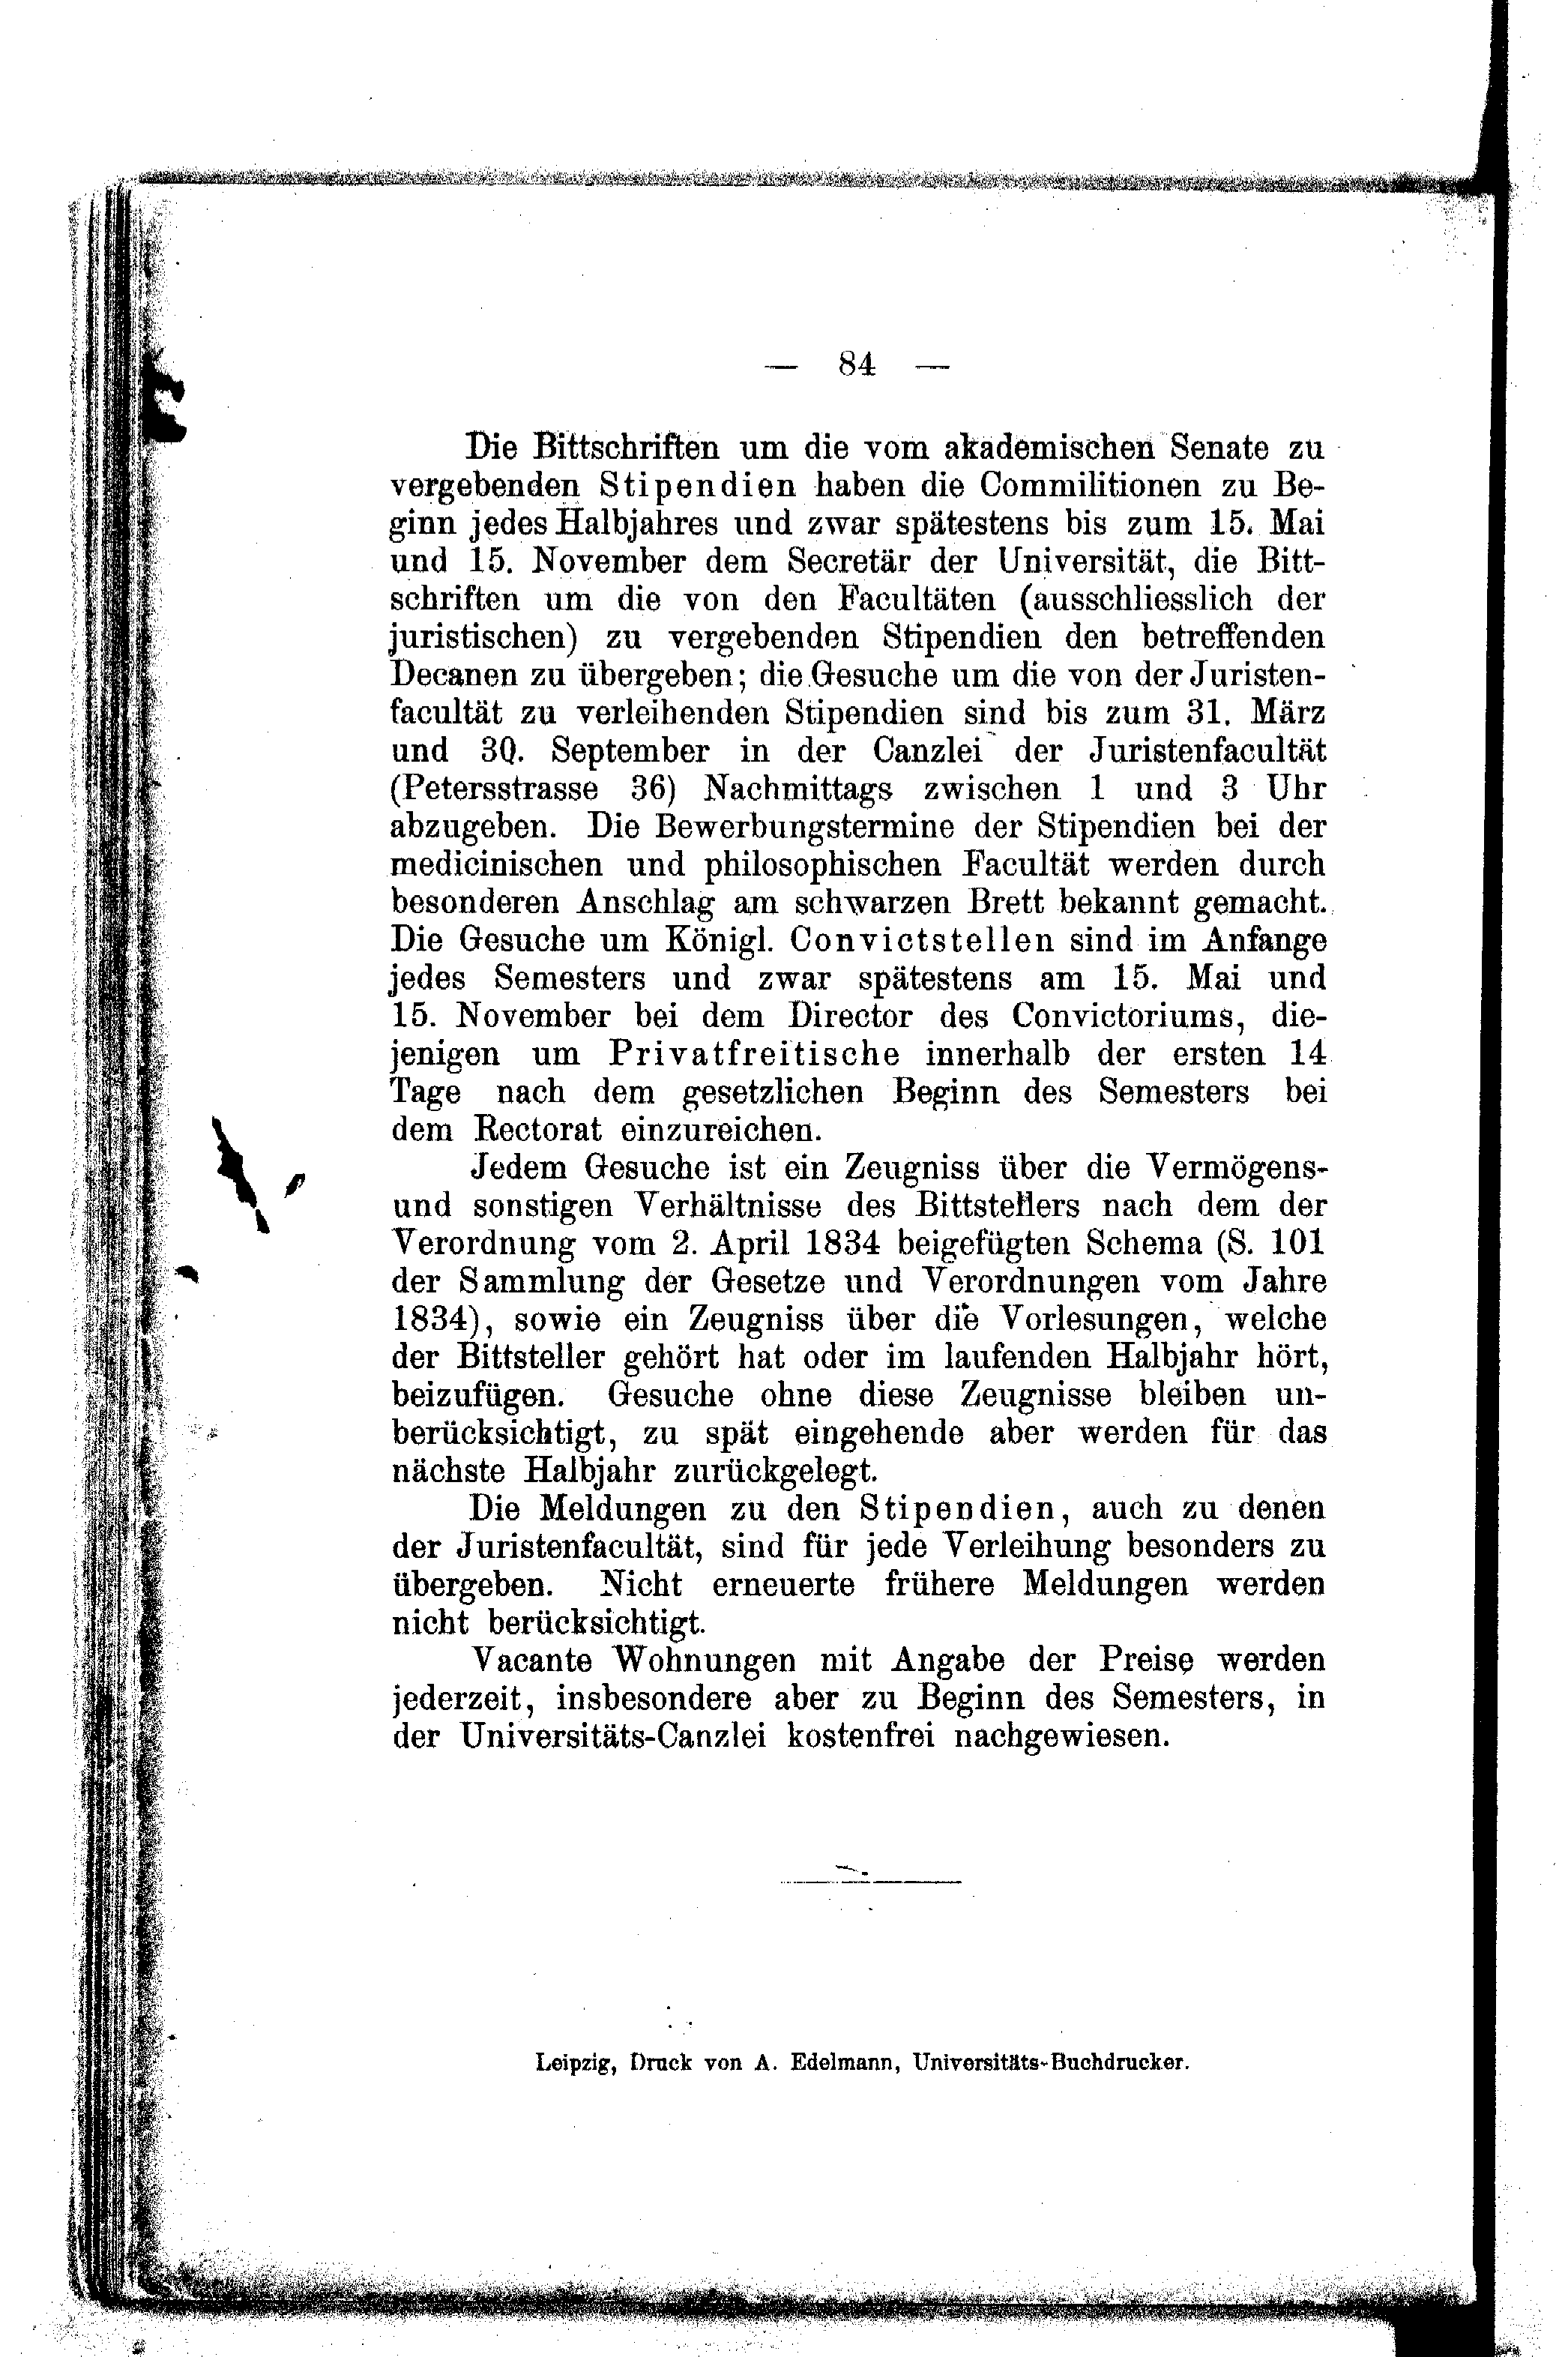 — 84 —
Die Bittschriften um die vom akademischen Senate zu
vergebenden Stipendien haben die Commilitionen zu Be-
ginn jedes Halbjahres und zwar spätestens bis zum 15. Mai
und 15. November dem Secretär der Universität, die Bitt-
schriften um die von den Facultäten (ausschliesslich der
juristischen) zu vergebenden Stipendien den betreffenden
Decanen zu übergeben; die Gesuche um die von der Juristen-
facultät zu verleihenden Stipendien sind bis zum 31. März
und 30. September in der Canzlei der Juristenfacultät
(Petersstrasse 36) Nachmittags zwischen 1 und 3 Uhr
abzugeben. Die Bewerbungstermine der Stipendien bei der
medicinischen und philosophischen Facultät werden durch
besonderen Anschlag am schwarzen Brett bekannt gemacht.
Die Gesuche um Königl. Convictstellen sind im Anfange
jedes Semesters und zwar spätestens am 15. Mai und
15. November bei dem Director des Convictoriums, die-
jenigen um Privatfreitische innerhalb der ersten 14
Tage nach dem gesetzlichen Beginn des Semesters bei
dem Rectorat einzureichen.
Jedem Gesuche ist ein Zeugniss über die Vermögens-
und sonstigen Verhältnisse des Bittstellers nach dem der
Verordnung vom 2. April 1834 beigefügten Schema (S. 101
der Sammlung der Gesetze und Verordnungen vom Jahre
1834), sowie ein Zeugniss über die Vorlesungen, welche
der Bittsteller gehört hat oder im laufenden Halbjahr hört,
beizufügen. Gesuche ohne diese Zeugnisse bleiben un-
berücksichtigt, zu spät eingehende aber werden für das
nächste Halbjahr zurückgelegt.
Die Meldungen zu den Stipendien, auch zu denen
der Juristenfacultät, sind für jede Verleihung besonders zu
übergeben. Nicht erneuerte frühere Meldungen werden
nicht berücksichtigt.
Vacante Wohnungen mit Angabe der Preise werden
jederzeit, insbesondere aber zu Beginn des Semesters, in
der Universitäts-Canzlei kostenfrei nachgewiesen.
Leipzig, Druck von A. Edelmann, Universitäts-Buchdrucker.